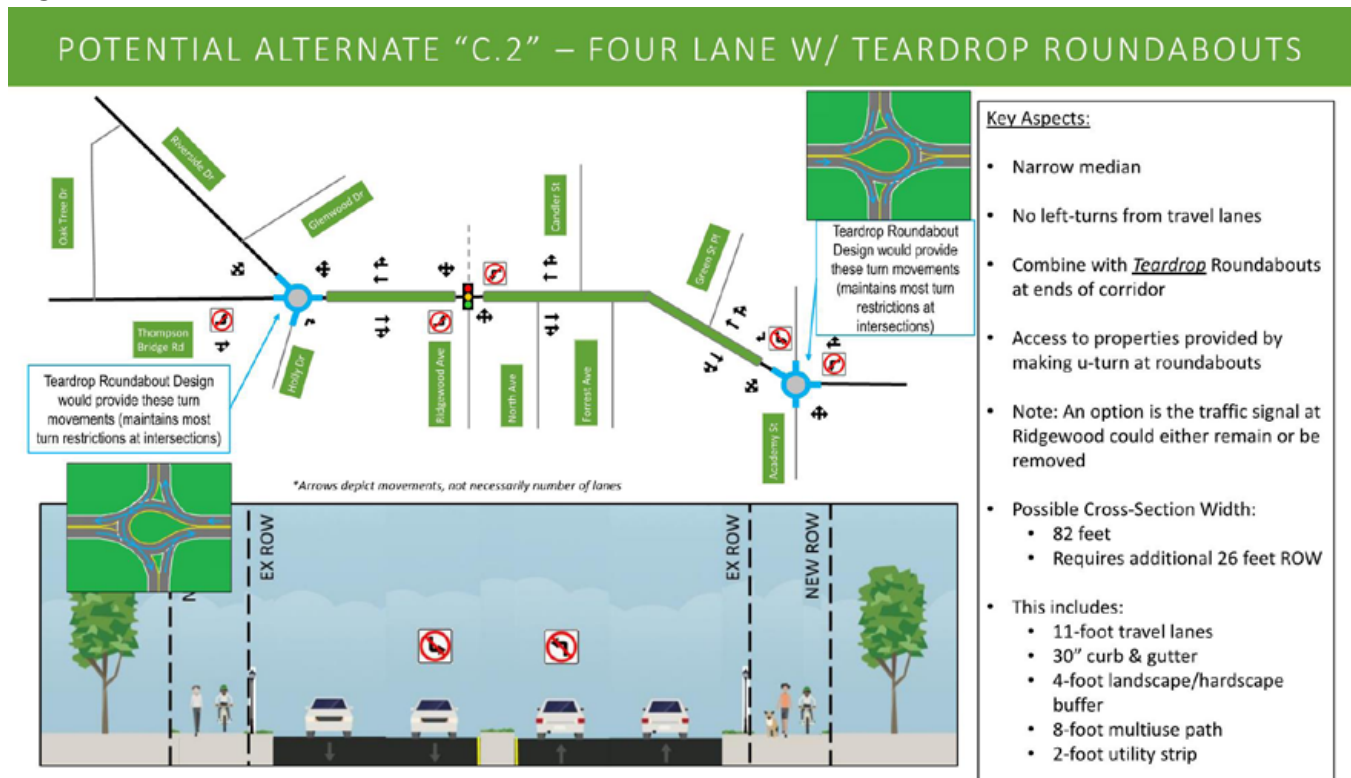 POTENTIAL ALTERNATE “C.2” – FOUR LANE W/ TEARDROP ROUNDABOUTS
Oak Tree Dr
Riverside Dr
Glenwood Dr
Candler St
Green St Pl
Thompson
Bridge Rd
Holly Dr
Ridgewood Ave
North Ave
Forrest Ave
Academy St
Teardrop Roundabout
Design would provide
these turn movements
(maintains most turn
restrictions at
intersections)
Teardrop Roundabout Design
would provide these turn
movements (maintains most
turn restrictions at intersections)
*Arrows depict movements, not necessarily number of lanes
EX ROW
EX ROW
NEW ROW
Key Aspects:
• Narrow median
• No left-turns from travel lanes
• Combine with Teardrop Roundabouts
at ends of corridor
• Access to properties provided by
making u-turn at roundabouts
• Note: An option is the traffic signal at
Ridgewood could either remain or be
removed
• Possible Cross-Section Width:
• 82 feet
• Requires additional 26 feet ROW
• This includes:
• 11-foot travel lanes
• 30” curb & gutter
• 4-foot landscape/hardscape
buffer
• 8-foot multiuse path
• 2-foot utility strip